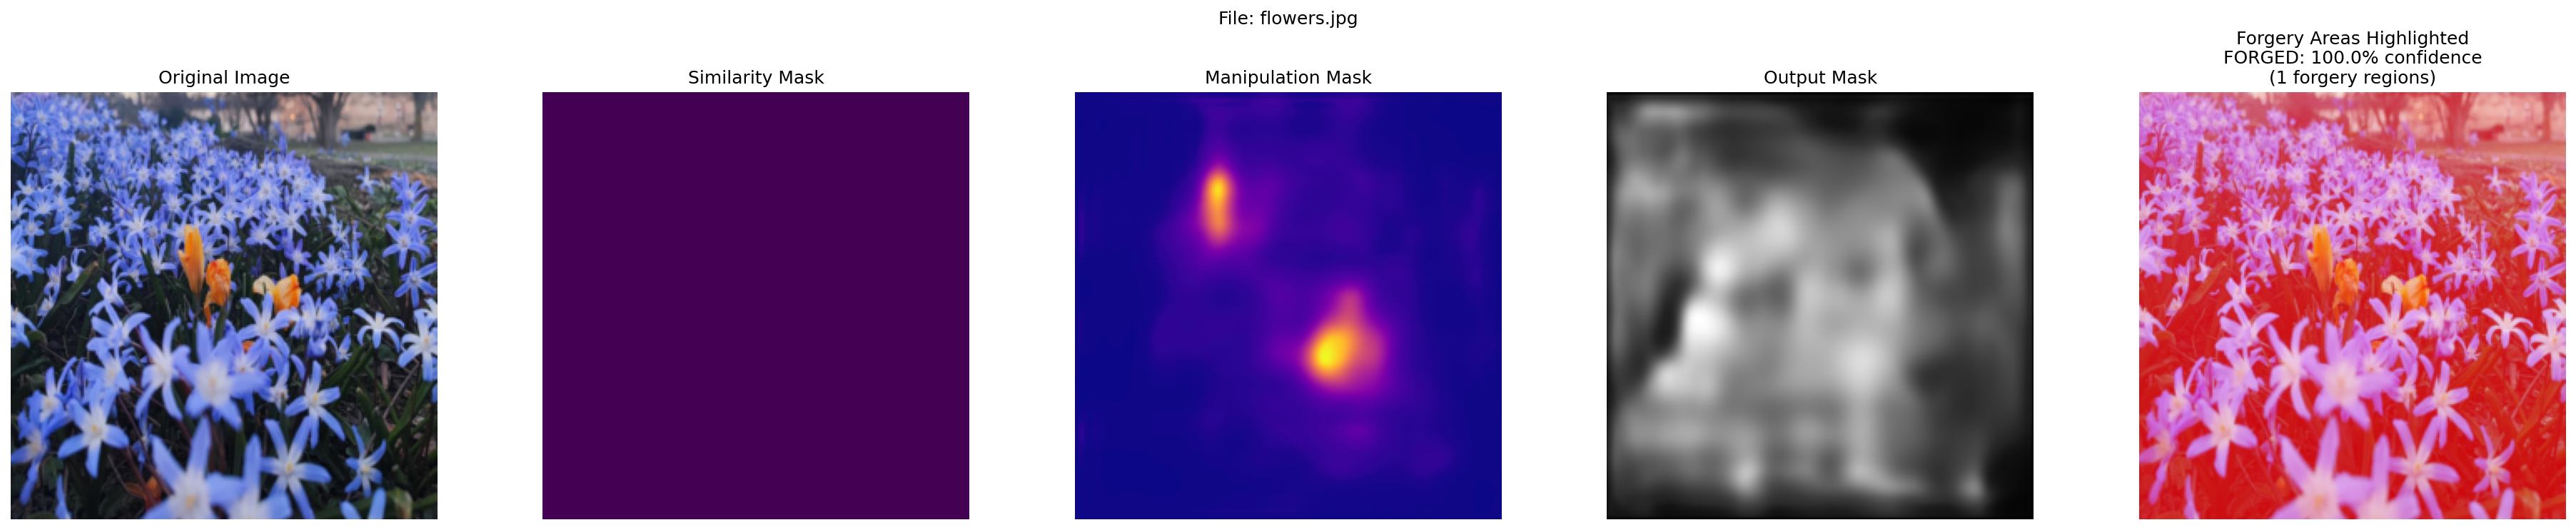 File: flowers.jpg
Original Image
Similarity Mask
Manipulation Mask
Output Mask
Forgery Areas Highlighted
FORGED: 100.0% confidence
(1 forgery regions)